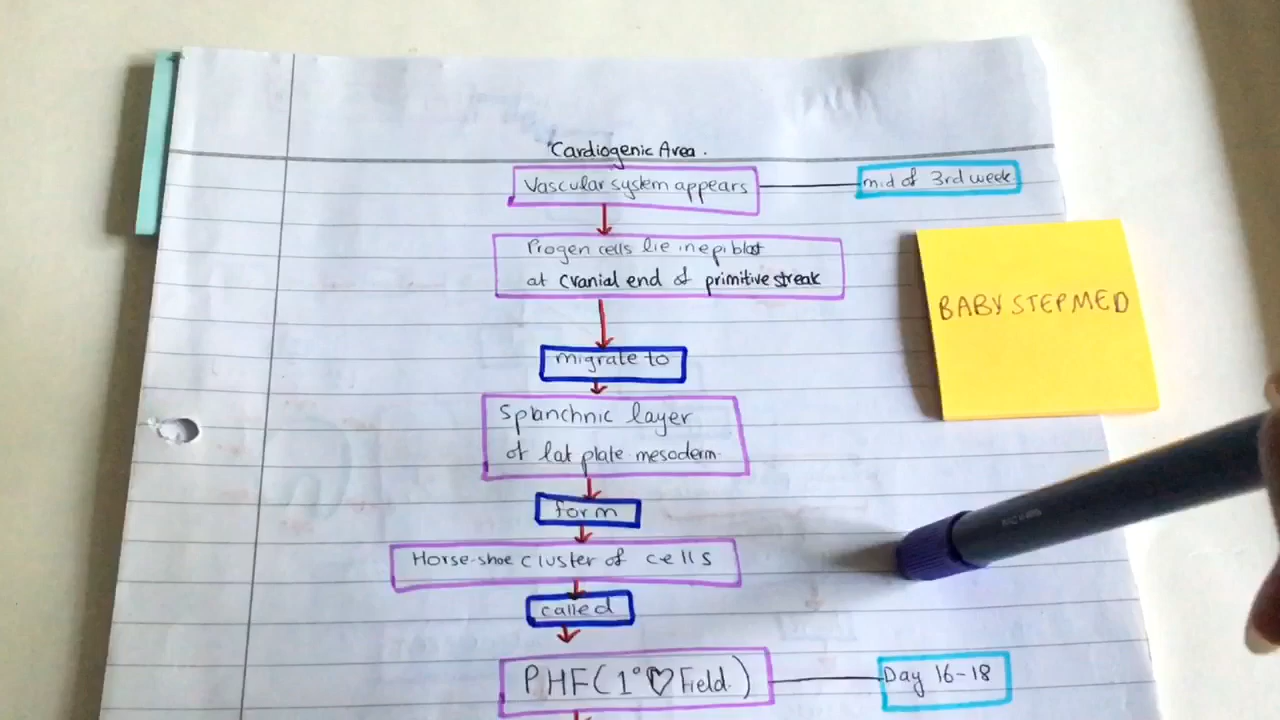 Cardiogenic Area.
Vascular system appears
mid of 3rd week.
Progen cells lie in epiblast
at cranial end of primitive streak
BABY STEP MED
migrate to
Splanchnic layer
of lat plate mesoderm.
form
Horse-shoe cluster of cells
called
PHF (1° ♡ Field.)
Day 16-18